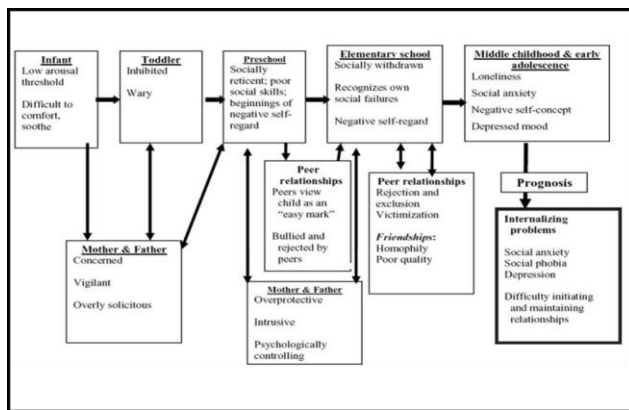 Infant
Low arousal
threshold
Difficult to
comfort,
soothe
Toddler
Inhibited
Wary
Preschool
Socially
reticent; poor
social skills;
beginnings of
negative self-
regard
Elementary school
Socially withdrawn
Recognizes own
social failures
Negative self-regard
Middle childhood & early
adolescence
Loneliness
Social anxiety
Negative self-concept
Depressed mood
Mother & Father
Concerned
Vigilant
Overly solicitous
Peer
relationships
Peers view
child as an
"easy mark"
Bullied and
rejected by
peers
Mother & Father
Overprotective
Intrusive
Psychologically
controlling
Peer relationships
Rejection and
exclusion
Victimization
Friendships:
Homophily
Poor quality
Prognosis
Internalizing
problems
Social anxiety
Social phobia
Depression
Difficulty initiating
and maintaining
relationships